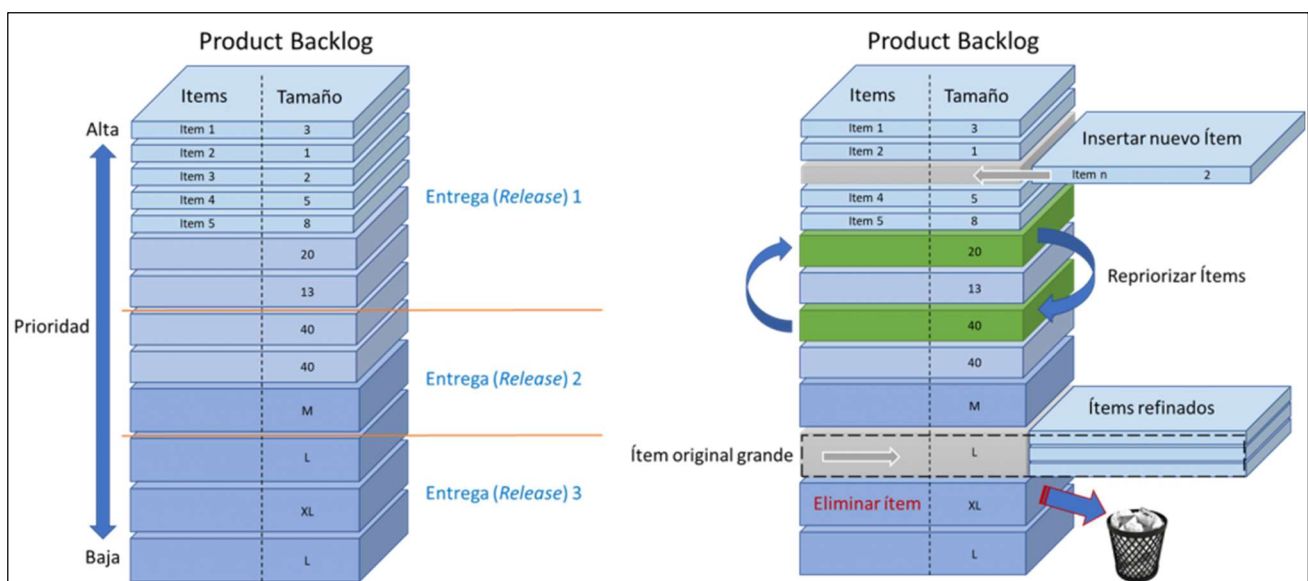 Product Backlog
Items Tamaño
Alta
Item 1 3
Item 2 1
Item 3 2
Item 4 5
Item 5 8
Entrega (Release) 1
20
13
Prioridad
40
40
Entrega (Release) 2
M
L
Entrega (Release) 3
XL
Baja
L
Product Backlog
Items Tamaño
Item 1 3
Item 2 1
Insertar nuevo Ítem
Item n 2
Item 4 5
Item 5 8
20
Repriorizar Ítems
13
40
40
M
Ítems refinados
Ítem original grande
L
Eliminar ítem
XL
L